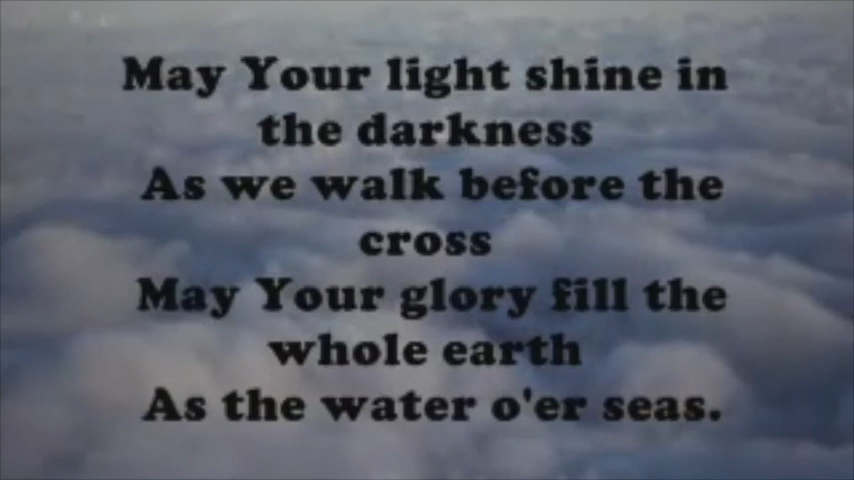 May Your light shine in
the darkness
As we walk before the
cross
May Your glory fill the
whole earth
As the water o'er seas.